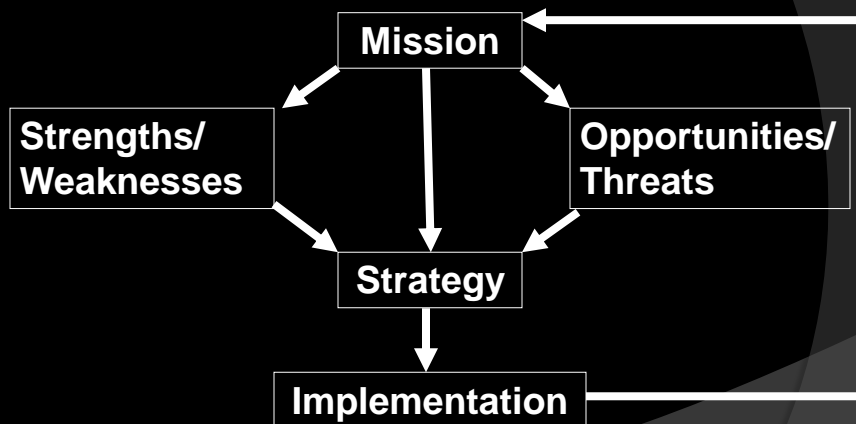 Mission
Strengths/
Weaknesses
Opportunities/
Threats
Strategy
Implementation